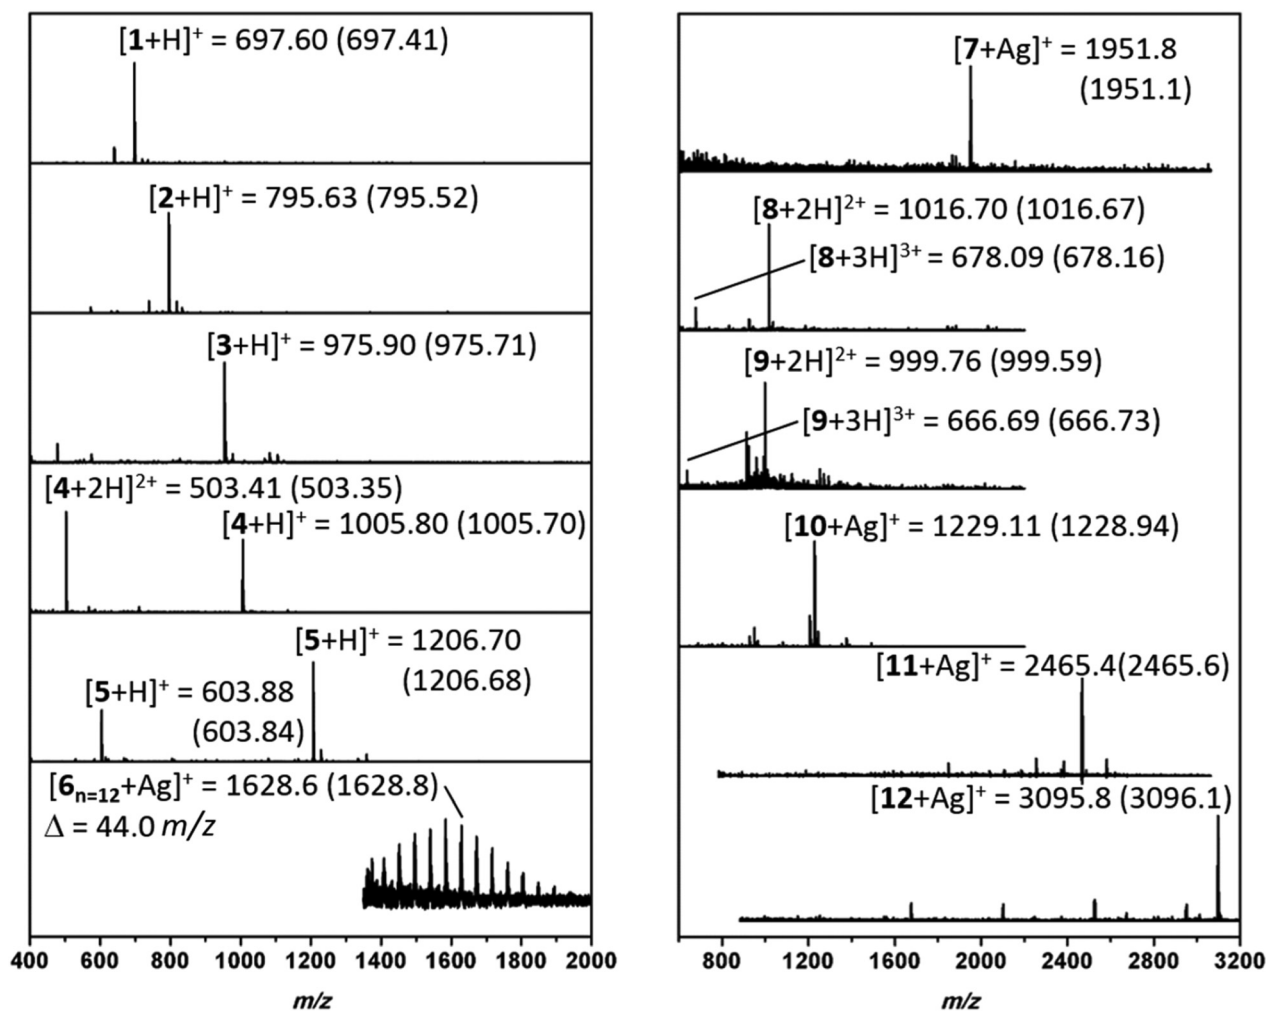 [1+H]⁺ = 697.60 (697.41)
[2+H]⁺ = 795.63 (795.52)
[3+H]⁺ = 975.90 (975.71)
[4+2H]²⁺ = 503.41 (503.35)
[4+H]⁺ = 1005.80 (1005.70)
[5+H]⁺ = 1206.70
(1206.68)
[5+H]⁺ = 603.88
(603.84)
[6n=12+Ag]⁺ = 1628.6 (1628.8)
Δ = 44.0 m/z
400 600 800 1000 1200 1400 1600 1800 2000
m/z
[7+Ag]⁺ = 1951.8
(1951.1)
[8+2H]²⁺ = 1016.70 (1016.67)
[8+3H]³⁺ = 678.09 (678.16)
[9+2H]²⁺ = 999.76 (999.59)
[9+3H]³⁺ = 666.69 (666.73)
[10+Ag]⁺ = 1229.11 (1228.94)
[11+Ag]⁺ = 2465.4(2465.6)
[12+Ag]⁺ = 3095.8 (3096.1)
800 1200 1600 2000 2400 2800 3200
m/z